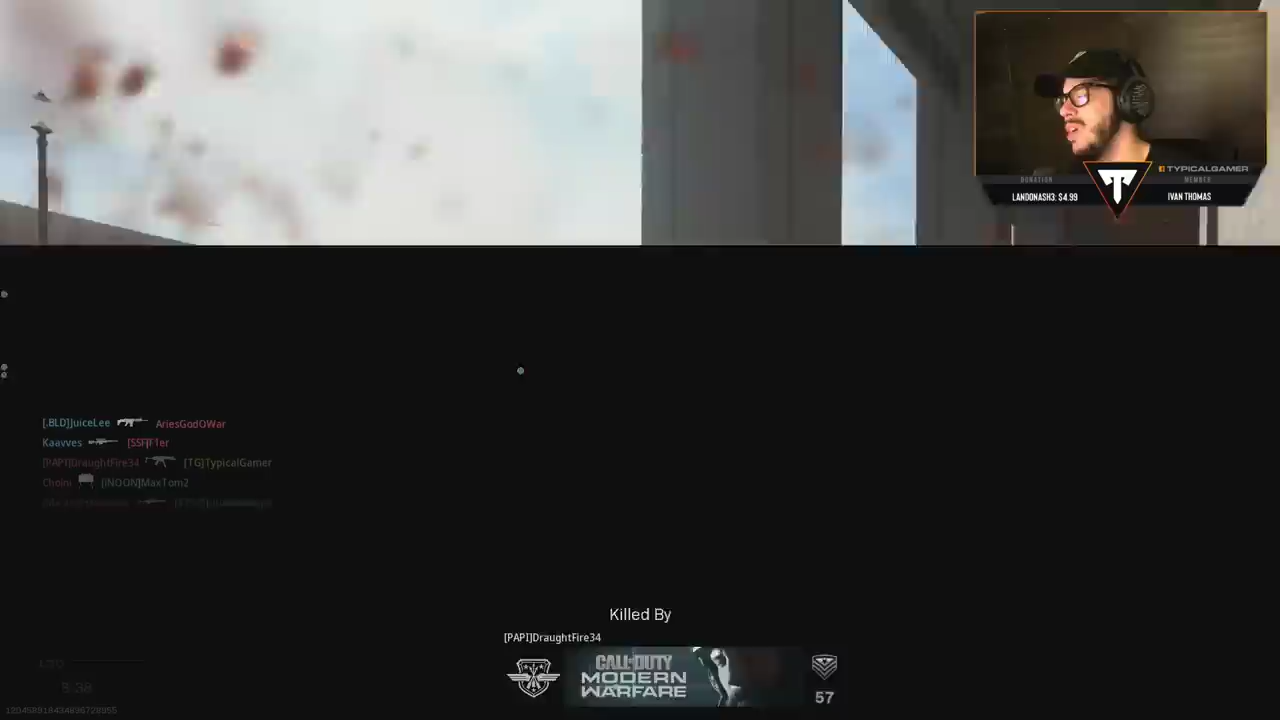 TYPICALGAMER
DONATION
MEMBER
LANDONASH3: $4.99
IVAN THOMAS
[.BLD]JuiceLee AriesGodOWar
Kaavves [SSF]F1er
[PAPI]DraughtFire34 [TG]TypicalGamer
Choini [INOON]MaxTom2
Killed By
[PAPI]DraughtFire34
CALL OF DUTY
MODERN
WARFARE
57